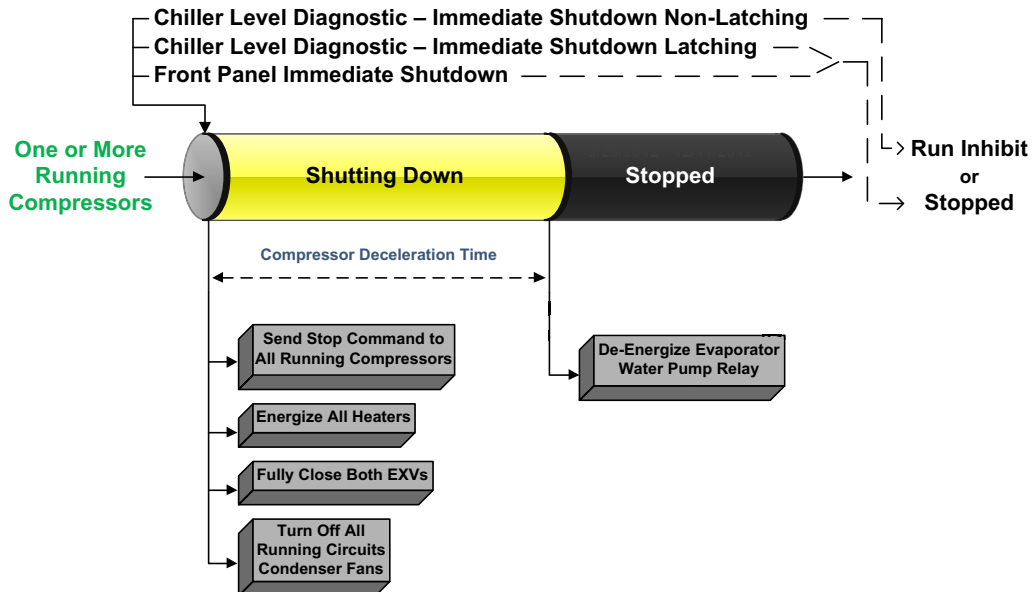 Chiller Level Diagnostic – Immediate Shutdown Non-Latching
Chiller Level Diagnostic – Immediate Shutdown Latching
Front Panel Immediate Shutdown
One or More
Running
Compressors
Shutting Down
Stopped
Run Inhibit
or
Stopped
Compressor Deceleration Time
Send Stop Command to
All Running Compressors
Energize All Heaters
Fully Close Both EXVs
Turn Off All
Running Circuits
Condenser Fans
De-Energize Evaporator
Water Pump Relay